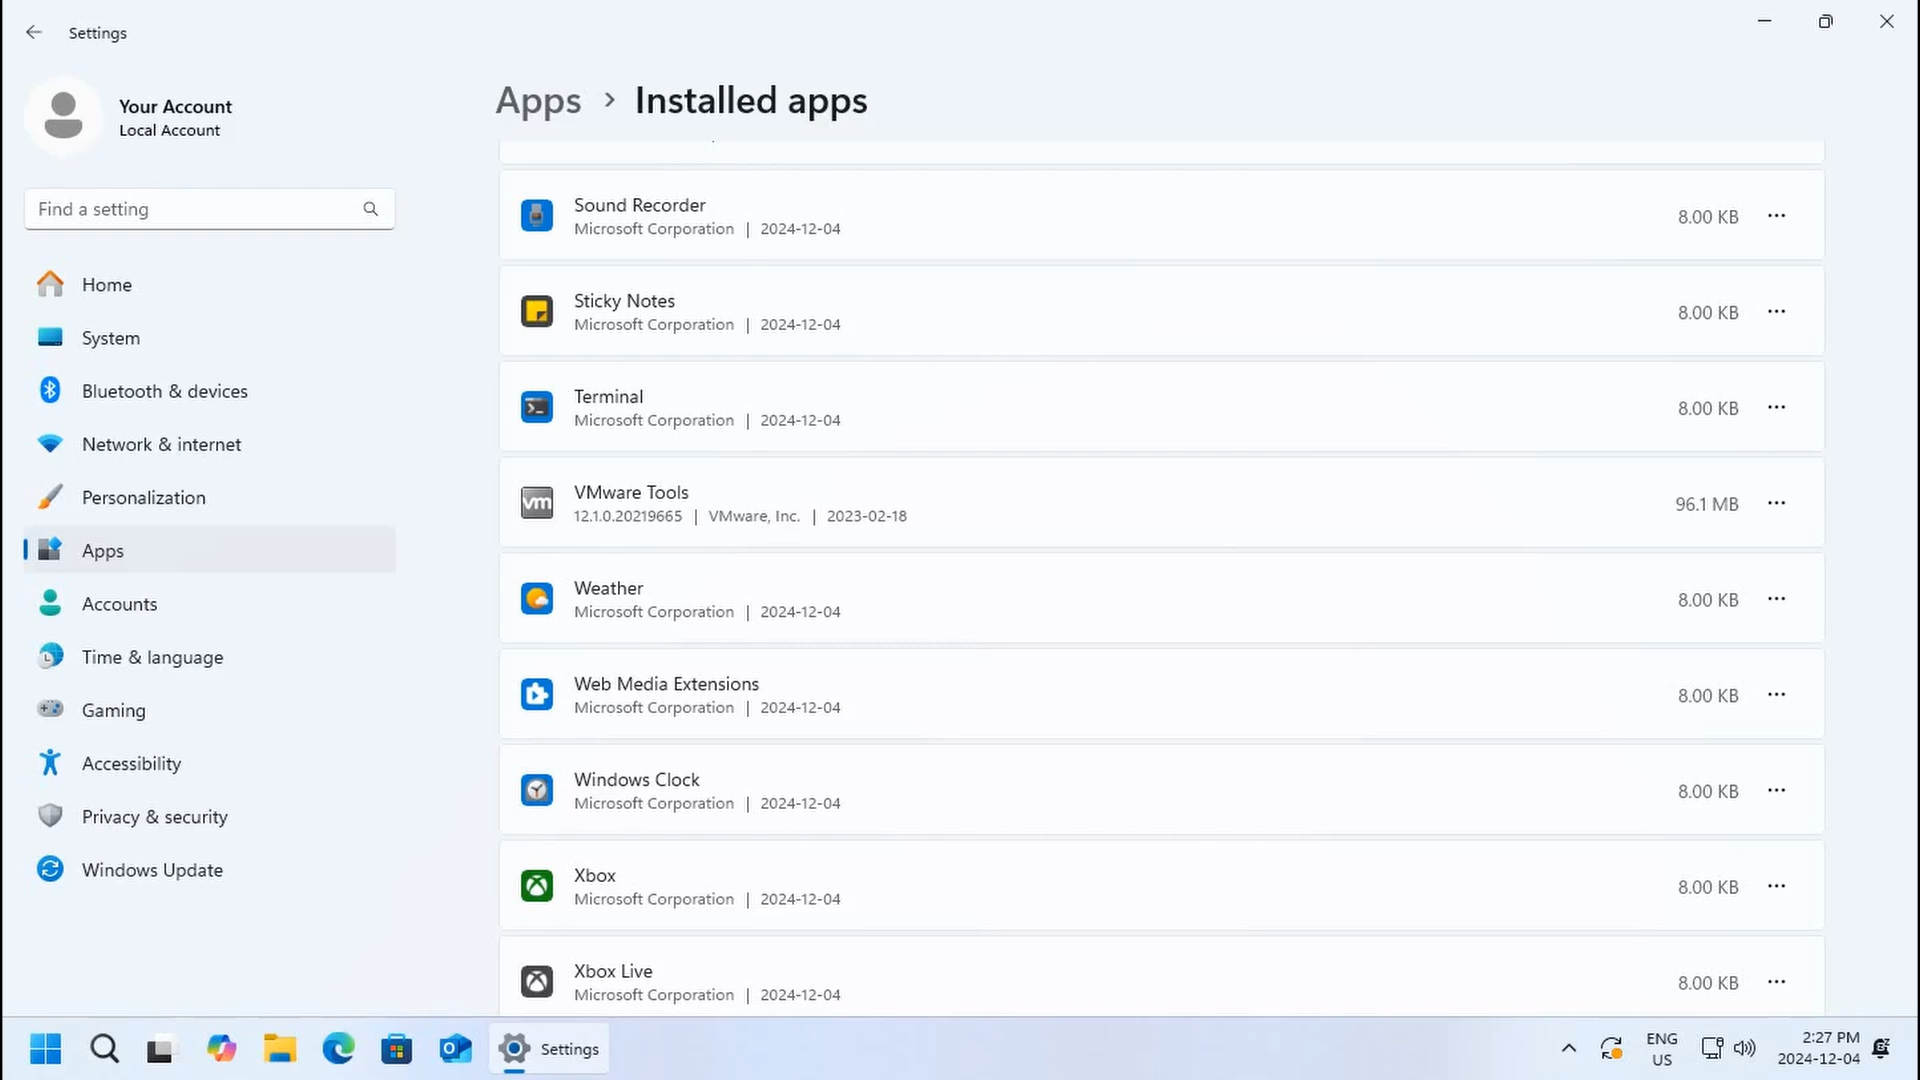 Settings
Your Account
Local Account
Find a setting
Home
System
Bluetooth & devices
Network & internet
Personalization
Apps
Accounts
Time & language
Gaming
Accessibility
Privacy & security
Windows Update
Apps > Installed apps
Sound Recorder
Microsoft Corporation | 2024-12-04
8.00 KB
Sticky Notes
Microsoft Corporation | 2024-12-04
8.00 KB
Terminal
Microsoft Corporation | 2024-12-04
8.00 KB
vm
VMware Tools
12.1.0.20219665 | VMware, Inc. | 2023-02-18
96.1 MB
Weather
Microsoft Corporation | 2024-12-04
8.00 KB
Web Media Extensions
Microsoft Corporation | 2024-12-04
8.00 KB
Windows Clock
Microsoft Corporation | 2024-12-04
8.00 KB
Xbox
Microsoft Corporation | 2024-12-04
8.00 KB
Xbox Live
Microsoft Corporation | 2024-12-04
8.00 KB
Settings
ENG
US
2:27 PM
2024-12-04